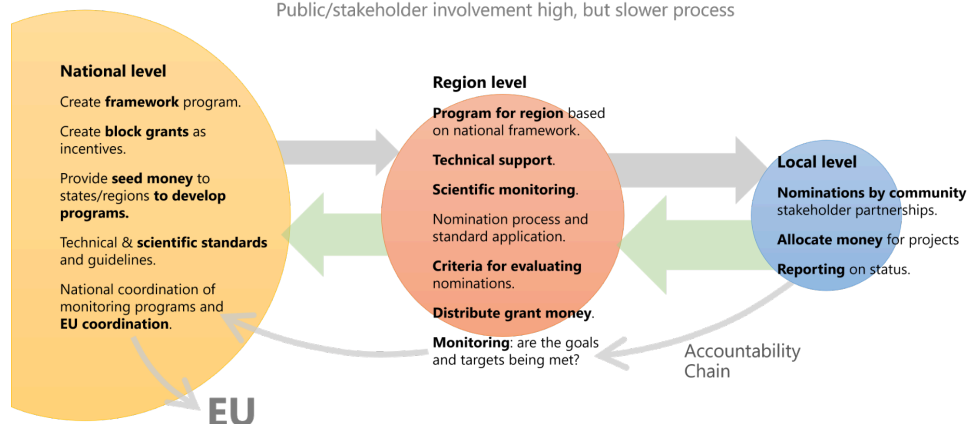 Public/stakeholder involvement high, but slower process
National level
Create framework program.
Create block grants as
incentives.
Provide seed money to
states/regions to develop
programs.
Technical & scientific standards
and guidelines.
National coordination of
monitoring programs and
EU coordination.
EU
Region level
Program for region based
on national framework.
Technical support.
Scientific monitoring.
Nomination process and
standard application.
Criteria for evaluating
nominations.
Distribute grant money.
Monitoring: are the goals
and targets being met?
Local level
Nominations by community
stakeholder partnerships.
Allocate money for projects
Reporting on status.
Accountability
Chain